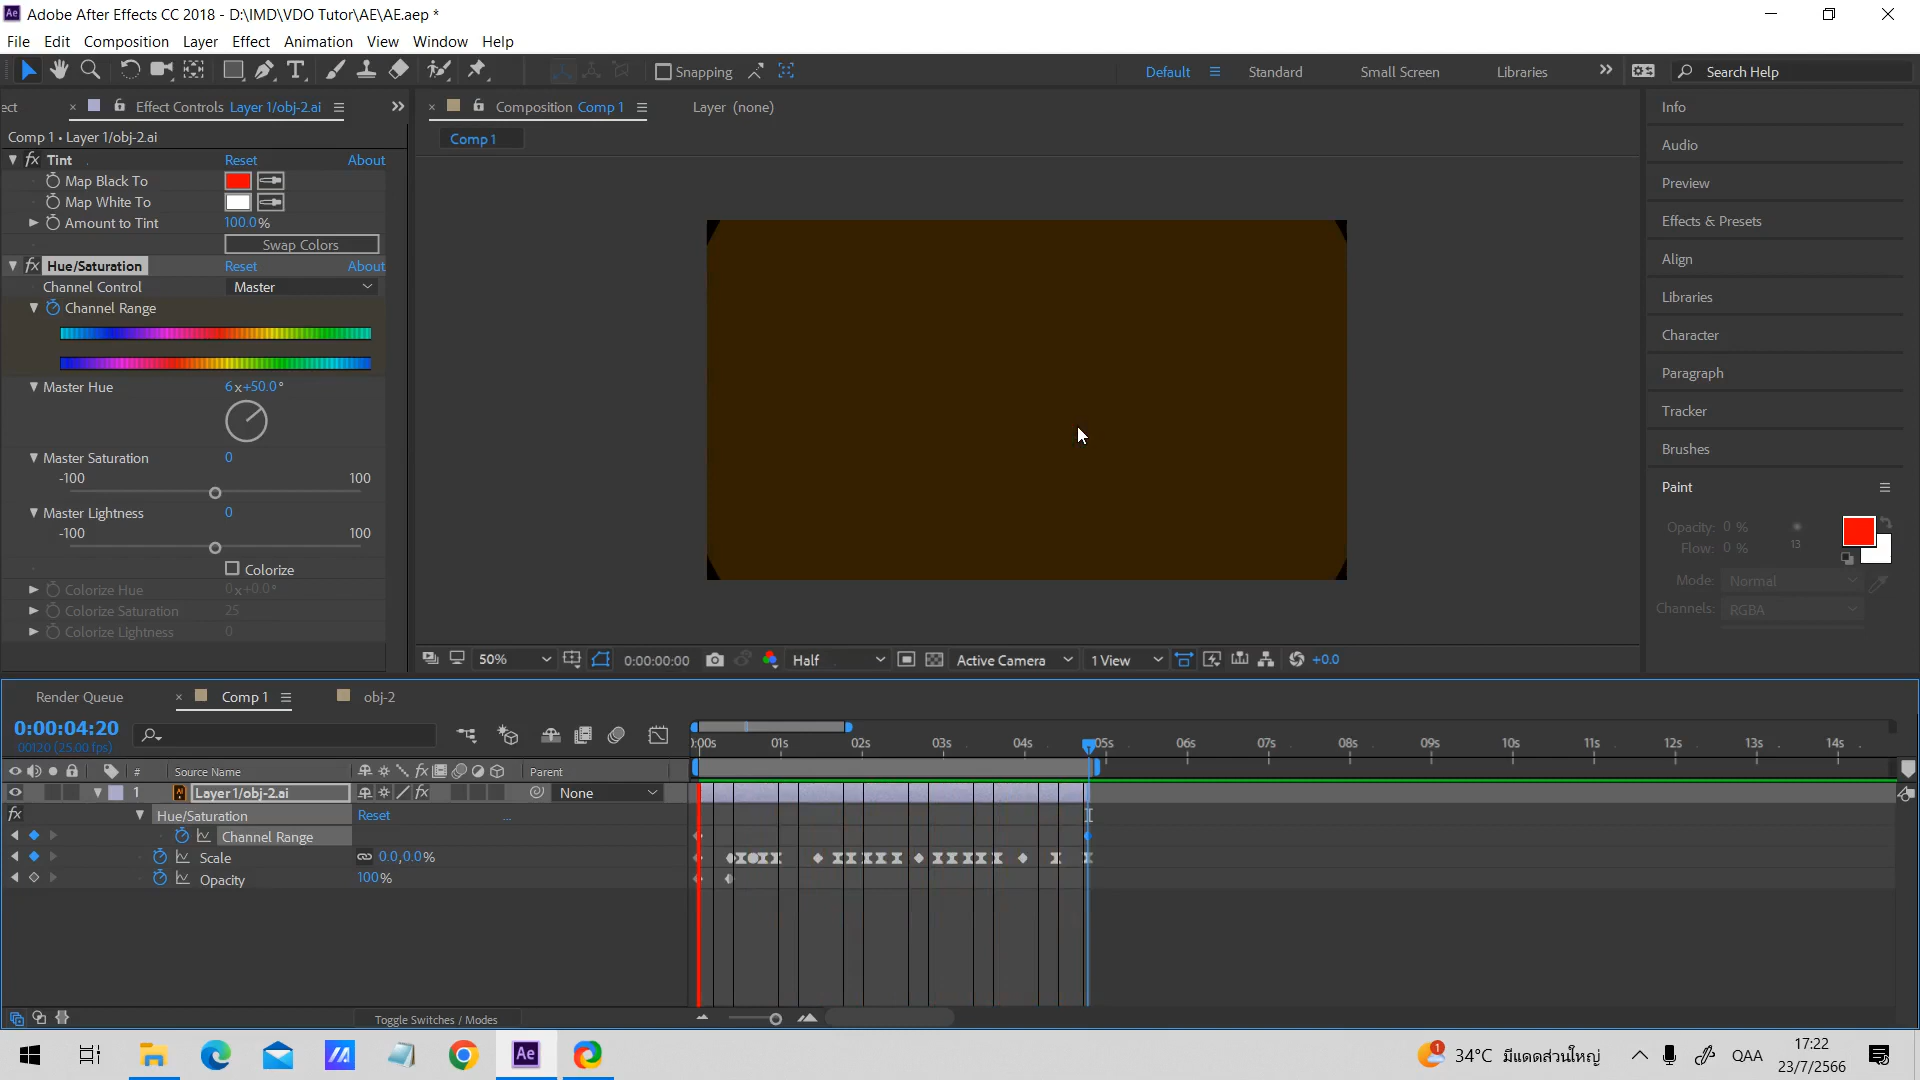 Adobe After Effects CC 2018 - D:\IMD\VDO Tutor\AE\AE.aep *
File Edit Composition Layer Effect Animation View Window Help
Snapping
Default Standard Small Screen Libraries Search Help
ect Effect Controls Layer 1/obj-2.ai
Composition Comp 1 Layer (none)
Comp 1 • Layer 1/obj-2.ai
Comp 1
fx Tint Reset About
Map Black To
Map White To
Amount to Tint 100.0%
Swap Colors
fx Hue/Saturation Reset About
Channel Control Master
Channel Range
Master Hue 6x+50.0°
Master Saturation 0
-100 100
Master Lightness 0
-100 100
Colorize
Colorize Hue 0x+0.0°
Colorize Saturation 25
Colorize Lightness 0
50% 0:00:00:00 Half Active Camera 1 View +0.0
Info
Audio
Preview
Effects & Presets
Align
Libraries
Character
Paragraph
Tracker
Brushes
Paint
Opacity: 0 %
Flow: 0 % 13
Mode: Normal
Channels: RGBA
Render Queue Comp 1 obj-2
0:00:04:20
00120 (25.00 fps)
:00s 01s 02s 03s 04s 05s 06s 07s 08s 09s 10s 11s 12s 13s 14s
# Source Name fx Parent
1 Ai Layer 1/obj-2.ai fx None
fx Hue/Saturation Reset ...
Channel Range
Scale 0.0,0.0%
Opacity 100%
Toggle Switches / Modes
Ae
1 34°C มีแดดส่วนใหญ่ QAA 17:22
23/7/2566